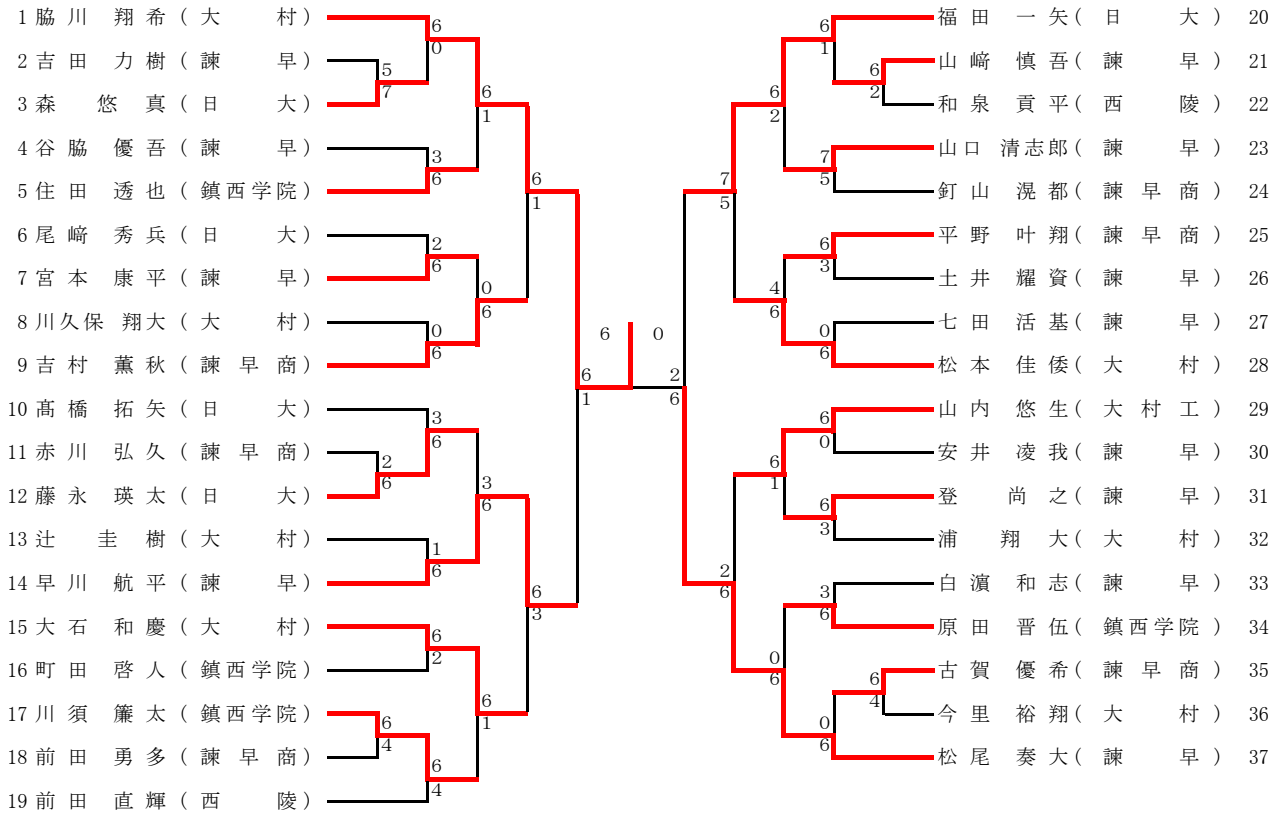 1 脇川 翔希 (大村)
2 吉田 力樹 (諫早)
3 森 悠真 (日大)
4 谷脇 優吾 (諫早)
5 住田 透也 (鎮西学院)
6 尾﨑 秀兵 (日大)
7 宮本 康平 (諫早)
8 川久保 翔大 (大村)
9 吉村 薫秋 (諫早商)
10 髙橋 拓矢 (日大)
11 赤川 弘久 (諫早商)
12 藤永 瑛太 (日大)
13 辻 圭樹 (大村)
14 早川 航平 (諫早)
15 大石 和慶 (大村)
16 町田 啓人 (鎮西学院)
17 川須 簾太 (鎮西学院)
18 前田 勇多 (諫早商)
19 前田 直輝 (西陵)
6
0
5
7
6
1
3
6
6
1
2
6
0
6
0
6
6
1
3
6
2
6
3
6
1
6
6
3
6
2
6
1
6
4
6
4
6 0
福田 一矢 (日大) 20
山﨑 慎吾 (諫早) 21
和泉 貢平 (西陵) 22
山口 清志郎 (諫早) 23
釘山 滉都 (諫早商) 24
平野 叶翔 (諫早商) 25
土井 耀資 (諫早) 26
七田 活基 (諫早) 27
松本 佳倭 (大村) 28
山内 悠生 (大村工) 29
安井 凌我 (諫早) 30
登 尚之 (諫早) 31
浦 翔大 (大村) 32
白濵 和志 (諫早) 33
原田 晋伍 (鎮西学院) 34
古賀 優希 (諫早商) 35
今里 裕翔 (大村) 36
松尾 奏大 (諫早) 37
6
1
6
2
6
2
7
5
7
5
6
3
4
6
0
6
2
6
6
0
6
1
6
3
2
6
3
6
0
6
6
4
0
6